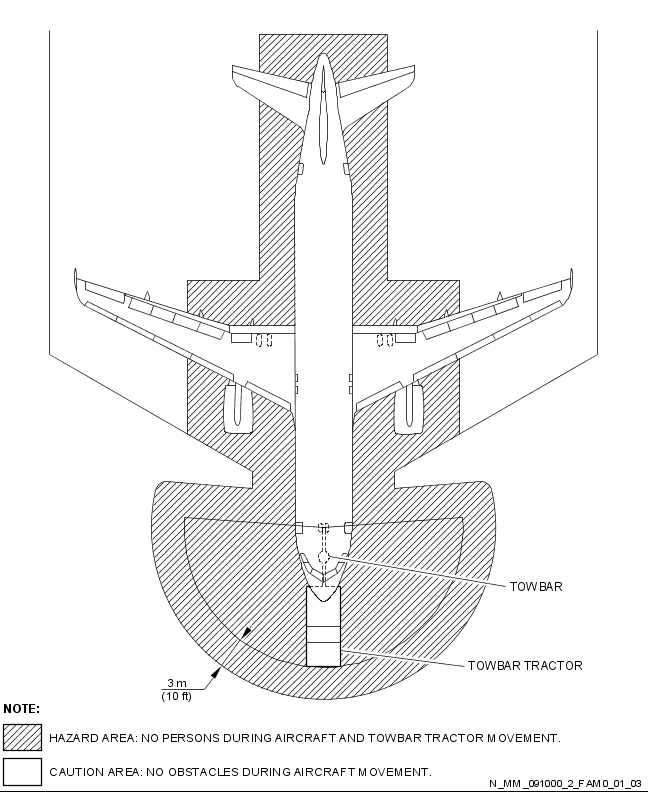 TOWBAR
TOWBAR TRACTOR
3 m
(10 ft)
NOTE:
HAZARD AREA: NO PERSONS DURING AIRCRAFT AND TOWBAR TRACTOR MOVEMENT.
CAUTION AREA: NO OBSTACLES DURING AIRCRAFT MOVEMENT.
N_MM_091000_2_FAM0_01_03